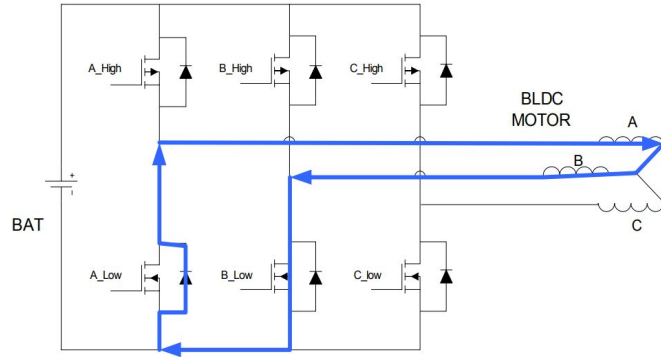 A_High
B_High
C_High
BLDC
MOTOR
A
B
+
-
BAT
C
A_Low
B_Low
C_low